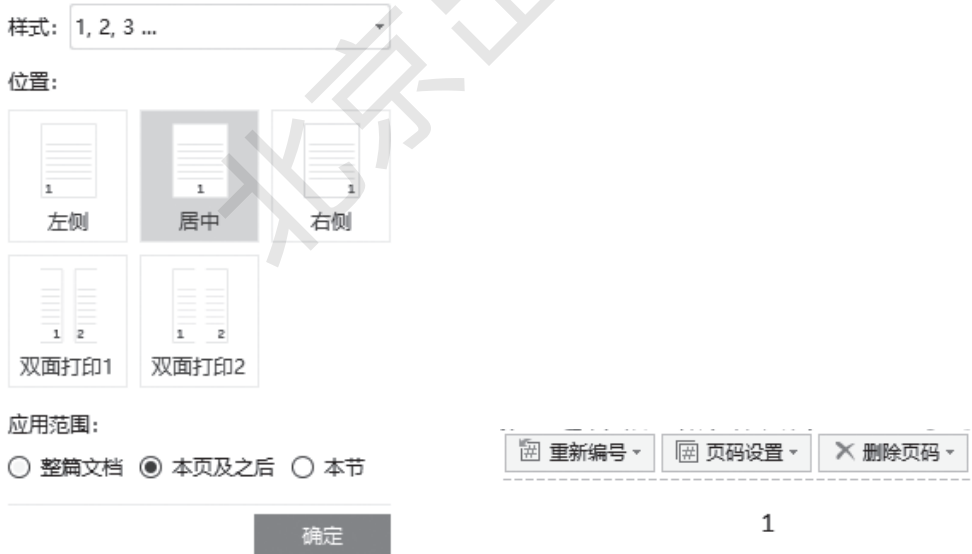 样式： 1, 2, 3 ...
位置：
1 1 1
左侧 居中 右侧
1 2 1 2
双面打印1 双面打印2
应用范围：
整篇文档 本页及之后 本节
确定
重新编号 页码设置 删除页码
1